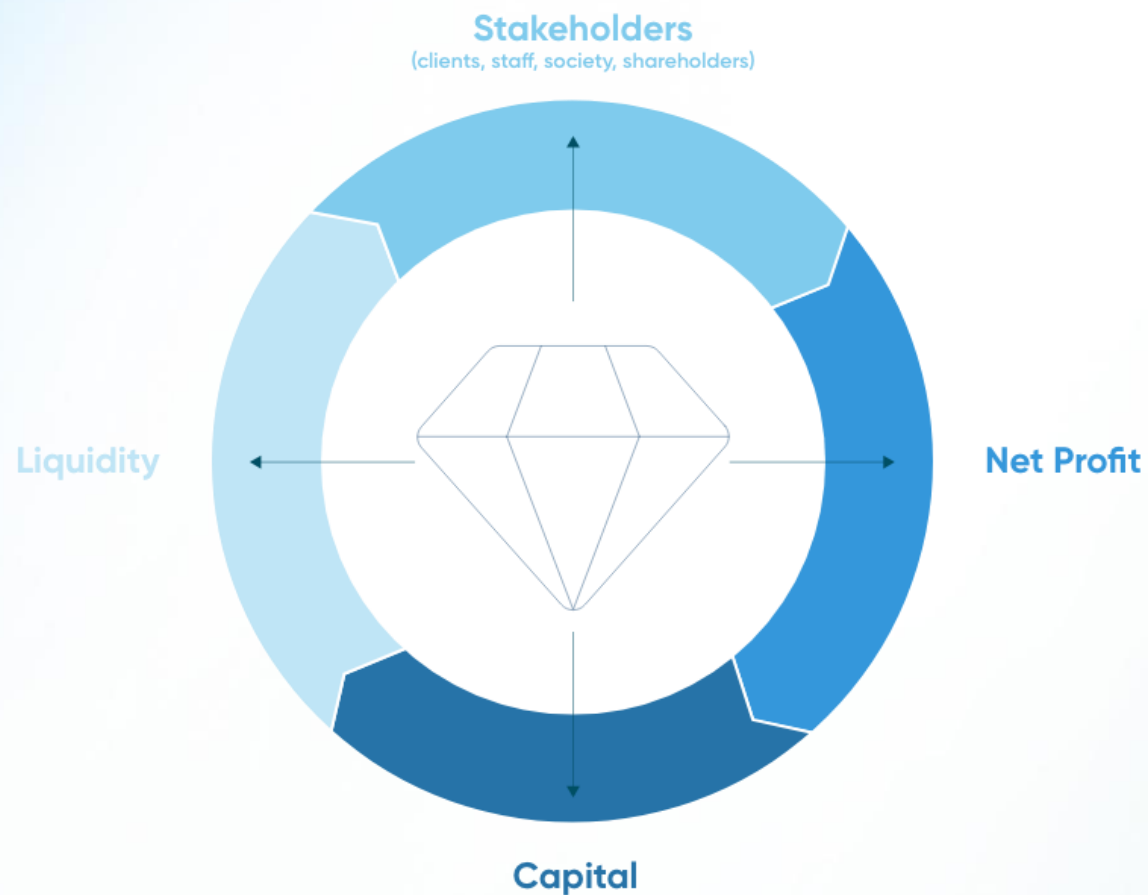 Stakeholders
(clients, staff, society, shareholders)
Liquidity
Net Profit
Capital